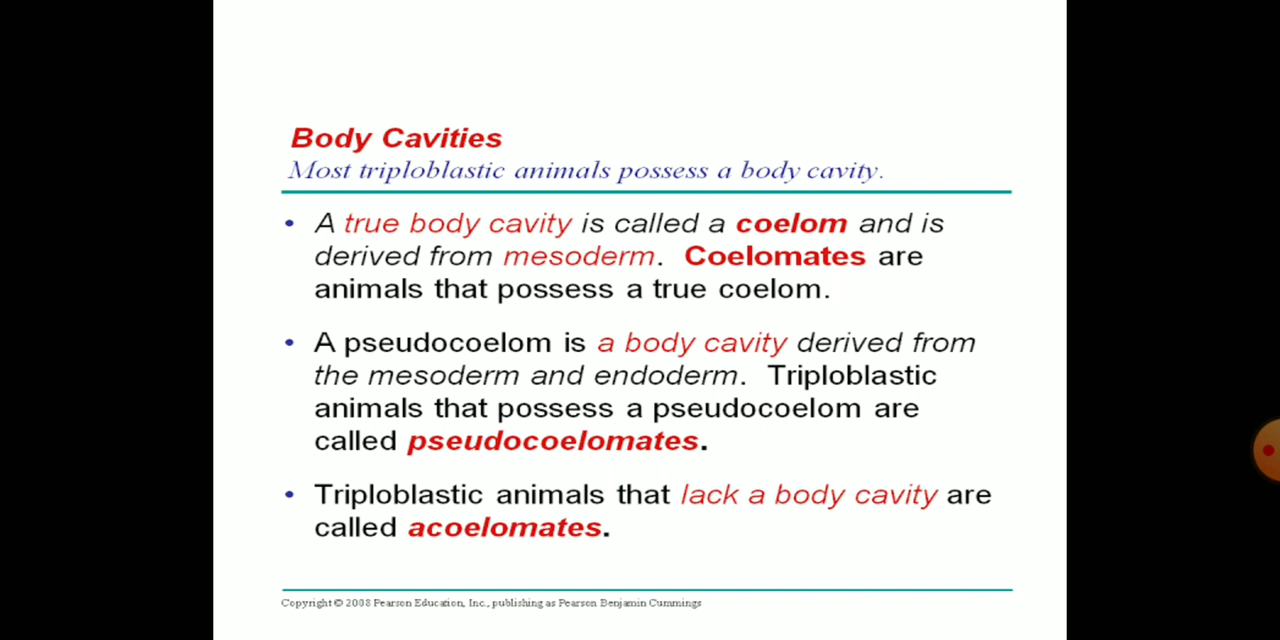 Body Cavities
Most triploblastic animals possess a body cavity.
• A true body cavity is called a coelom and is
derived from mesoderm. Coelomates are
animals that possess a true coelom.
• A pseudocoelom is a body cavity derived from
the mesoderm and endoderm. Triploblastic
animals that possess a pseudocoelom are
called pseudocoelomates.
• Triploblastic animals that lack a body cavity are
called acoelomates.
Copyright © 2008 Pearson Education, Inc., publishing as Pearson Benjamin Cummings